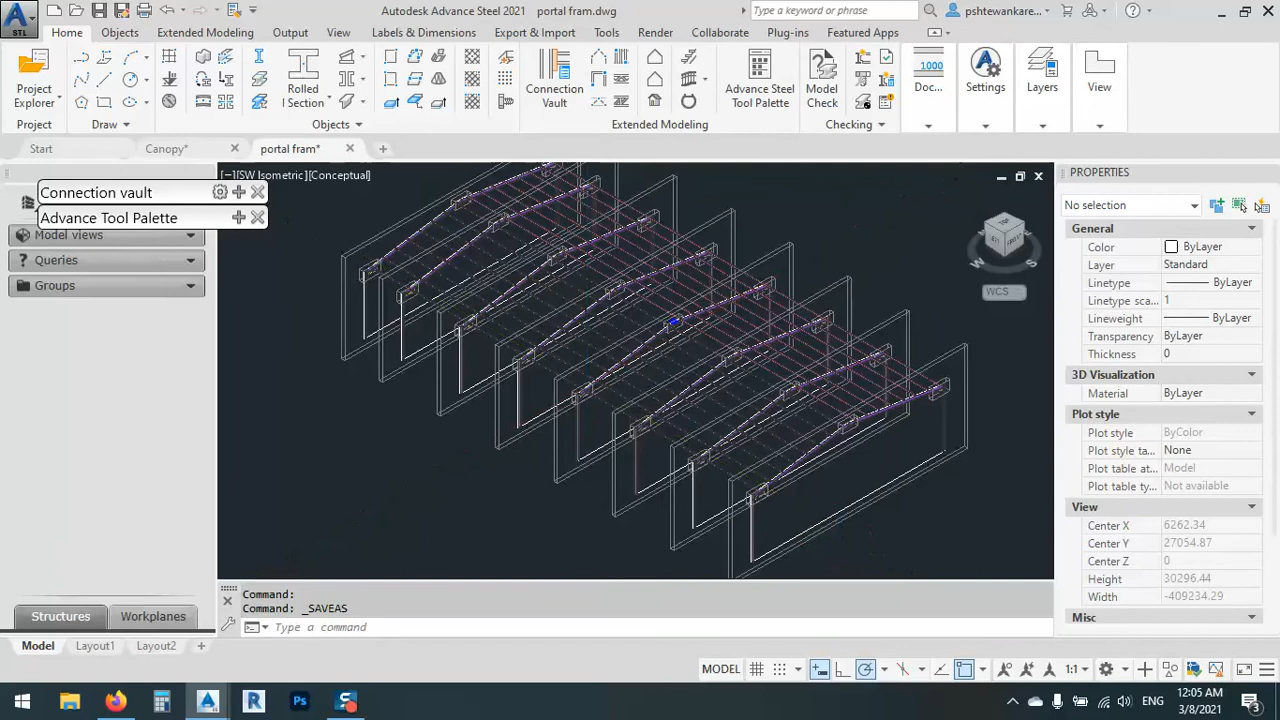 Autodesk Advance Steel 2021 portal fram.dwg
Type a keyword or phrase
pshtewankare...
STL
Home Objects Extended Modeling Output View Labels & Dimensions Export & Import Tools Render Collaborate Plug-ins Featured Apps
Project Explorer
Rolled I Section
Connection Vault
Advance Steel Tool Palette
Model Check
1000
Doc...
Settings
Layers
View
Project Draw Objects Extended Modeling Checking
Start Canopy* portal fram*
Connection vault
Advance Tool Palette
Model views
Queries
Groups
Structures Workplanes
[−][SW Isometric][Conceptual]
W S
WCS
PROPERTIES
No selection
General
Color ByLayer
Layer Standard
Linetype ByLayer
Linetype sca... 1
Lineweight ByLayer
Transparency ByLayer
Thickness 0
3D Visualization
Material ByLayer
Plot style
Plot style ByColor
Plot style ta... None
Plot table at... Model
Plot table ty... Not available
View
Center X 6262.34
Center Y 27054.87
Center Z 0
Height 30296.44
Width -409234.29
Misc
Command:
Command: _SAVEAS
Type a command
Model Layout1 Layout2
MODEL 1:1
Ps
ENG
12:05 AM
3/8/2021
3